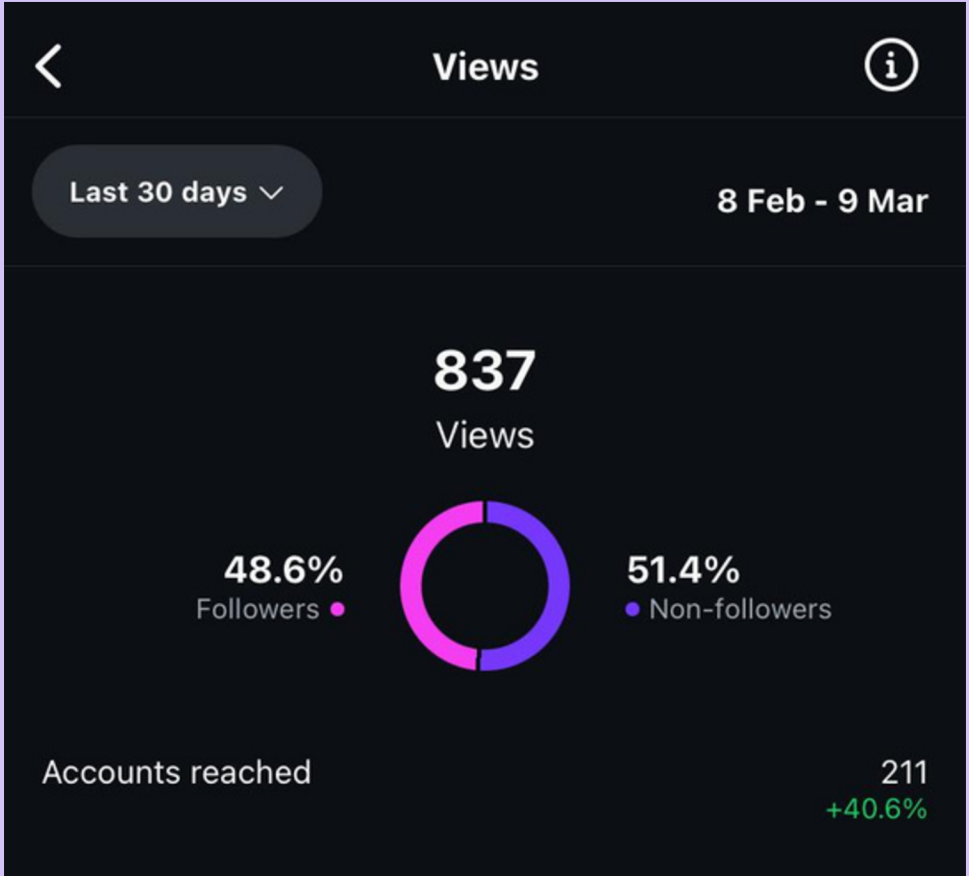 Views
Last 30 days
8 Feb - 9 Mar
837
Views
48.6%
Followers
51.4%
Non-followers
Accounts reached
211
+40.6%